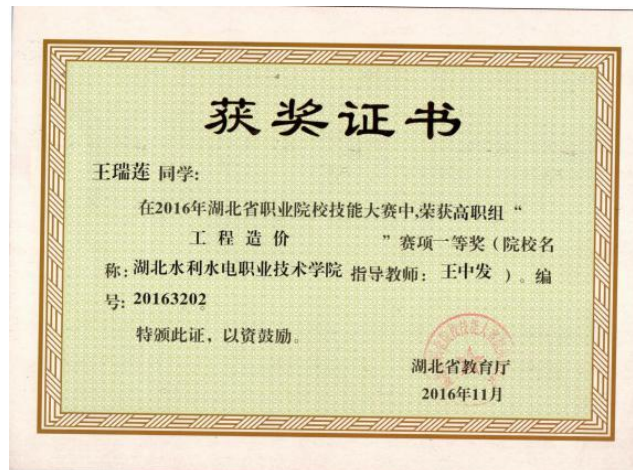 获奖证书
王瑞莲 同学:
在2016年湖北省职业院校技能大赛中,荣获高职组“
工程造价 ”赛项一等奖(院校名
称:湖北水利水电职业技术学院 指导教师: 王中发 )。编
号: 20163202
特颁此证,以资鼓励。
湖北省教育厅
2016年11月